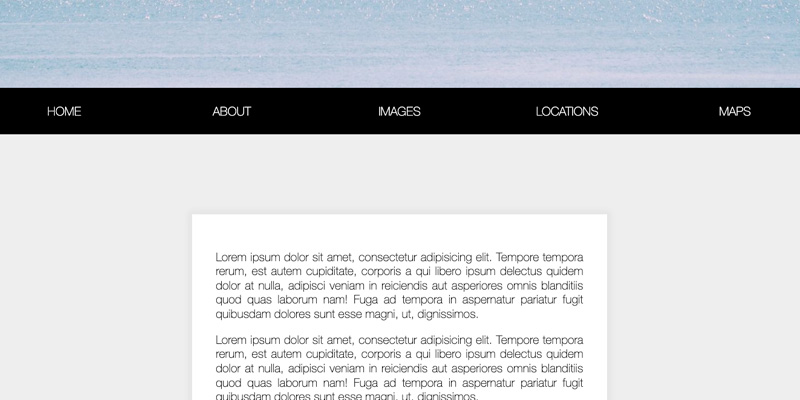 HOME ABOUT IMAGES LOCATIONS MAPS
Lorem ipsum dolor sit amet, consectetur adipisicing elit. Tempore tempora
rerum, est autem cupiditate, corporis a qui libero ipsum delectus quidem
dolor at nulla, adipisci veniam in reiciendis aut asperiores omnis blanditiis
quod quas laborum nam! Fuga ad tempora in aspernatur pariatur fugit
quibusdam dolores sunt esse magni, ut, dignissimos.
Lorem ipsum dolor sit amet, consectetur adipisicing elit. Tempore tempora
rerum, est autem cupiditate, corporis a qui libero ipsum delectus quidem
dolor at nulla, adipisci veniam in reiciendis aut asperiores omnis blanditiis
quod quas laborum nam! Fuga ad tempora in aspernatur pariatur fugit
quibusdam dolores sunt esse magni, ut, dignissimos.